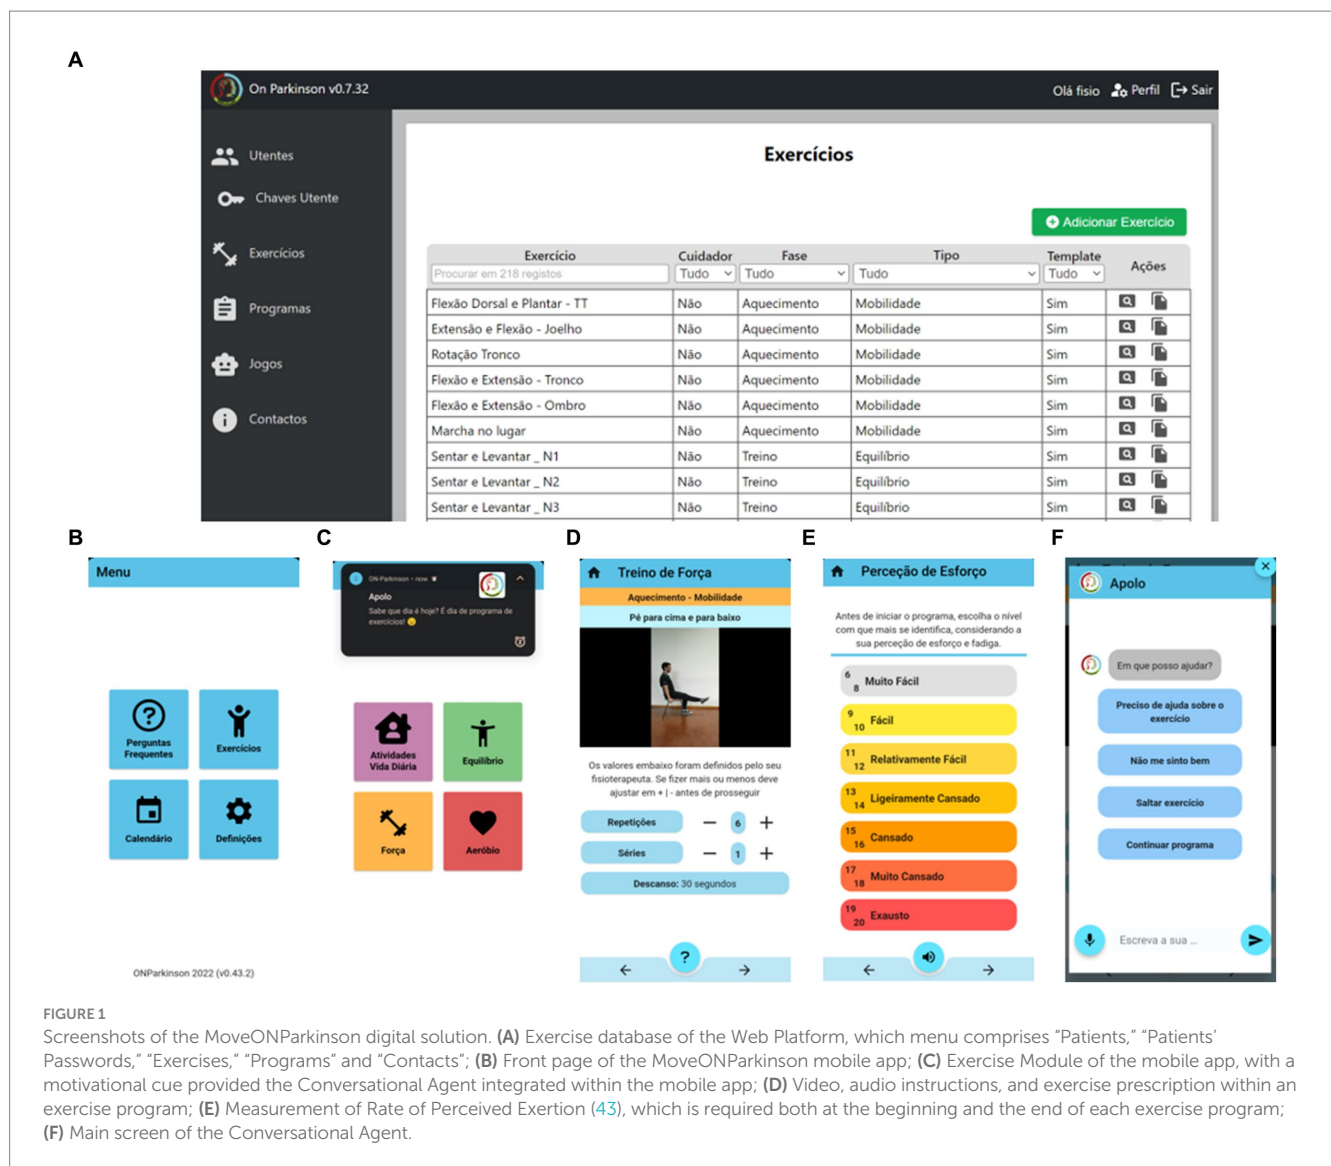 A
On Parkinson v0.7.32
Olá fisio Perfil Sair
Utentes
Chaves Utente
Exercícios
Programas
Jogos
Contactos
Exercícios
Adicionar Exercício
Exercício Cuidador Fase Tipo Template Ações
Procurar em 218 registos Tudo Tudo Tudo Tudo
Flexão Dorsal e Plantar - TT Não Aquecimento Mobilidade Sim
Extensão e Flexão - Joelho Não Aquecimento Mobilidade Sim
Rotação Tronco Não Aquecimento Mobilidade Sim
Flexão e Extensão - Tronco Não Aquecimento Mobilidade Sim
Flexão e Extensão - Ombro Não Aquecimento Mobilidade Sim
Marcha no lugar Não Aquecimento Mobilidade Sim
Sentar e Levantar _ N1 Não Treino Equilíbrio Sim
Sentar e Levantar _ N2 Não Treino Equilíbrio Sim
Sentar e Levantar _ N3 Não Treino Equilíbrio Sim
B
Menu
Perguntas
Frequentes
Exercícios
Calendário
Definições
ONParkinson 2022 (v0.43.2)
C
ON-Parkinson • now
Apolo
Sabe que dia é hoje? É dia de programa de
exercícios!
Atividades
Vida Diária
Equilíbrio
Força
Aeróbio
D
Treino de Força
Aquecimento - Mobilidade
Pé para cima e para baixo
Os valores embaixo foram definidos pelo seu
fisioterapeuta. Se fizer mais ou menos deve
ajustar em + | - antes de prosseguir
Repetições − 6 +
Séries − 1 +
Descanso: 30 segundos
?
E
Perceção de Esforço
Antes de iniciar o programa, escolha o nível
com que mais se identifica, considerando a
sua perceção de esforço e fadiga.
6 8 Muito Fácil
9 10 Fácil
11 12 Relativamente Fácil
13 14 Ligeiramente Cansado
15 16 Cansado
17 18 Muito Cansado
19 20 Exausto
F
Apolo
Em que posso ajudar?
Preciso de ajuda sobre o
exercício
Não me sinto bem
Saltar exercício
Continuar programa
Escreva a sua ...
FIGURE 1
Screenshots of the MoveONParkinson digital solution. (A) Exercise database of the Web Platform, which menu comprises “Patients,” “Patients’
Passwords,” “Exercises,” “Programs” and “Contacts”; (B) Front page of the MoveONParkinson mobile app; (C) Exercise Module of the mobile app, with a
motivational cue provided the Conversational Agent integrated within the mobile app; (D) Video, audio instructions, and exercise prescription within an
exercise program; (E) Measurement of Rate of Perceived Exertion (43), which is required both at the beginning and the end of each exercise program;
(F) Main screen of the Conversational Agent.